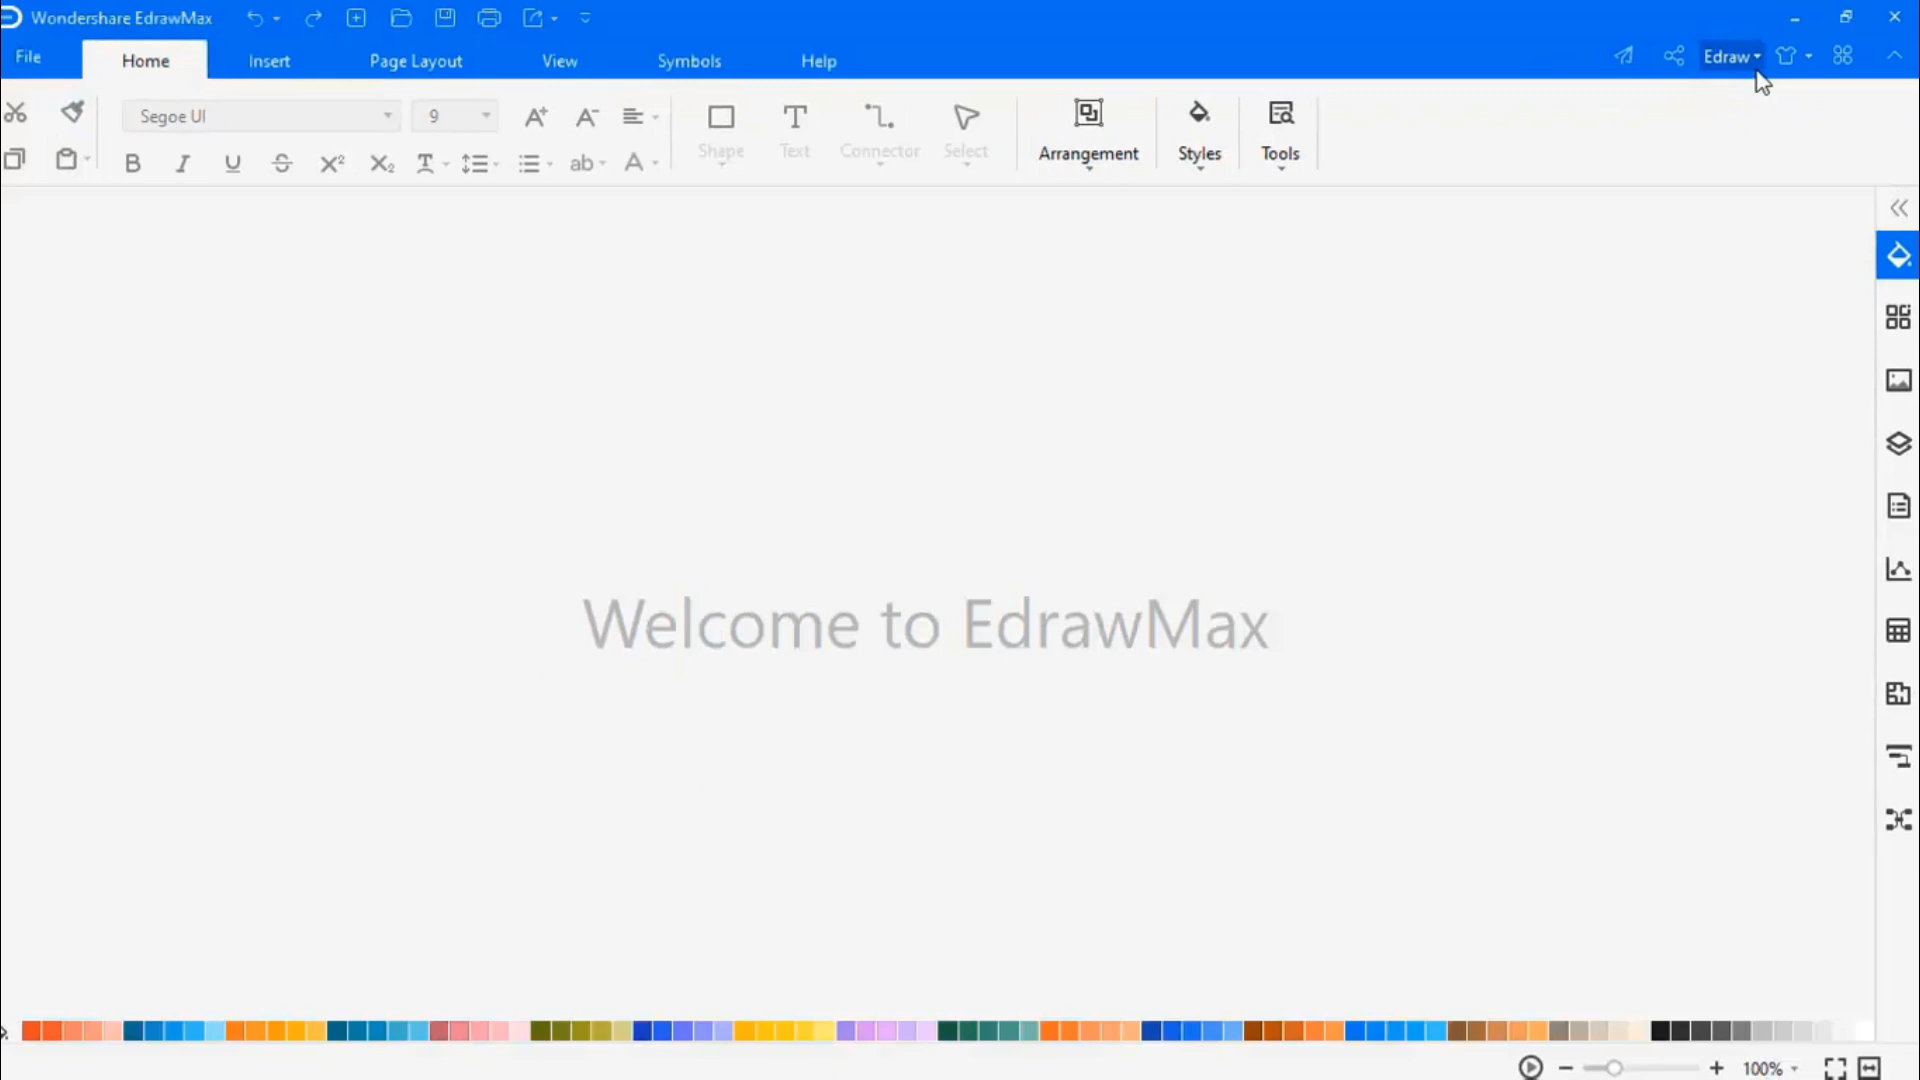 Wondershare EdrawMax
File
Home
Insert
Page Layout
View
Symbols
Help
Edraw
Segoe UI
9
Shape
Text
Connector
Select
Arrangement
Styles
Tools
Welcome to EdrawMax
100%